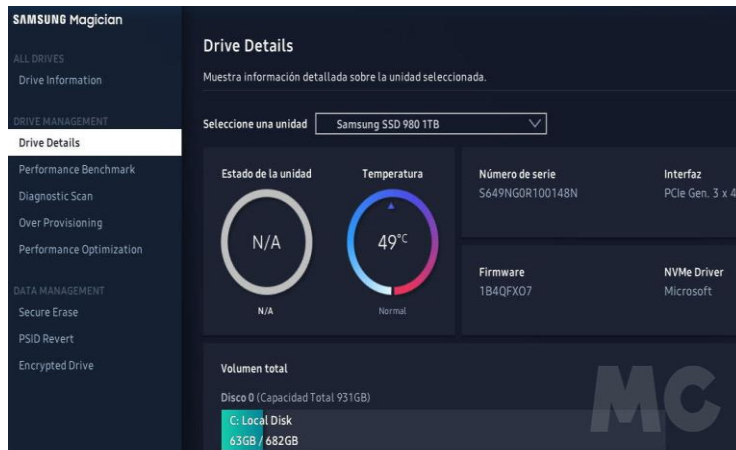 SAMSUNG Magician
ALL DRIVES
Drive Information
DRIVE MANAGEMENT
Drive Details
Performance Benchmark
Diagnostic Scan
Over Provisioning
Performance Optimization
DATA MANAGEMENT
Secure Erase
PSID Revert
Encrypted Drive
Drive Details
Muestra información detallada sobre la unidad seleccionada.
Seleccione una unidad Samsung SSD 980 1TB
Estado de la unidad
N/A
N/A
Temperatura
49°C
Normal
Número de serie
S649NG0R100148N
Interfaz
PCIe Gen. 3 x 4
Firmware
1B4QFXO7
NVMe Driver
Microsoft
Volumen total
Disco 0 (Capacidad Total 931GB)
C: Local Disk
63GB / 682GB
MC